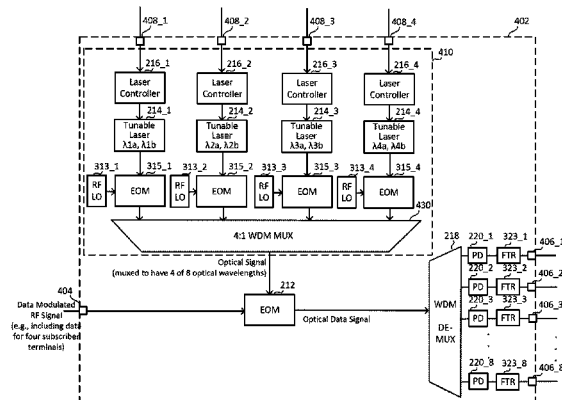 408_1 408_2 408_3 408_4 402
410
216_1 216_2 216_3 216_4
Laser Controller
Laser Controller
Laser Controller
Laser Controller
214_1 214_2 214_3 214_4
Tunable Laser λ1a, λ1b
Tunable Laser λ2a, λ2b
Tunable Laser λ3a, λ3b
Tunable Laser λ4a, λ4b
313_1 315_1 313_2 315_2 313_3 315_3 313_4 315_4
RF LO EOM RF LO EOM RF LO EOM RF LO EOM
430
4:1 WDM MUX
Optical Signal
(muxed to have 4 of 8 optical wavelengths)
218
220_1 323_1 406_1
PD FTR
220_2 323_2 406_2
PD FTR
220_3 323_3 406_3
PD FTR
220_8 323_8 406_8
PD FTR
WDM
DE-
MUX
404
212
Data Modulated
RF Signal
(e.g., including data
for four subscribed
terminals)
EOM
Optical Data Signal